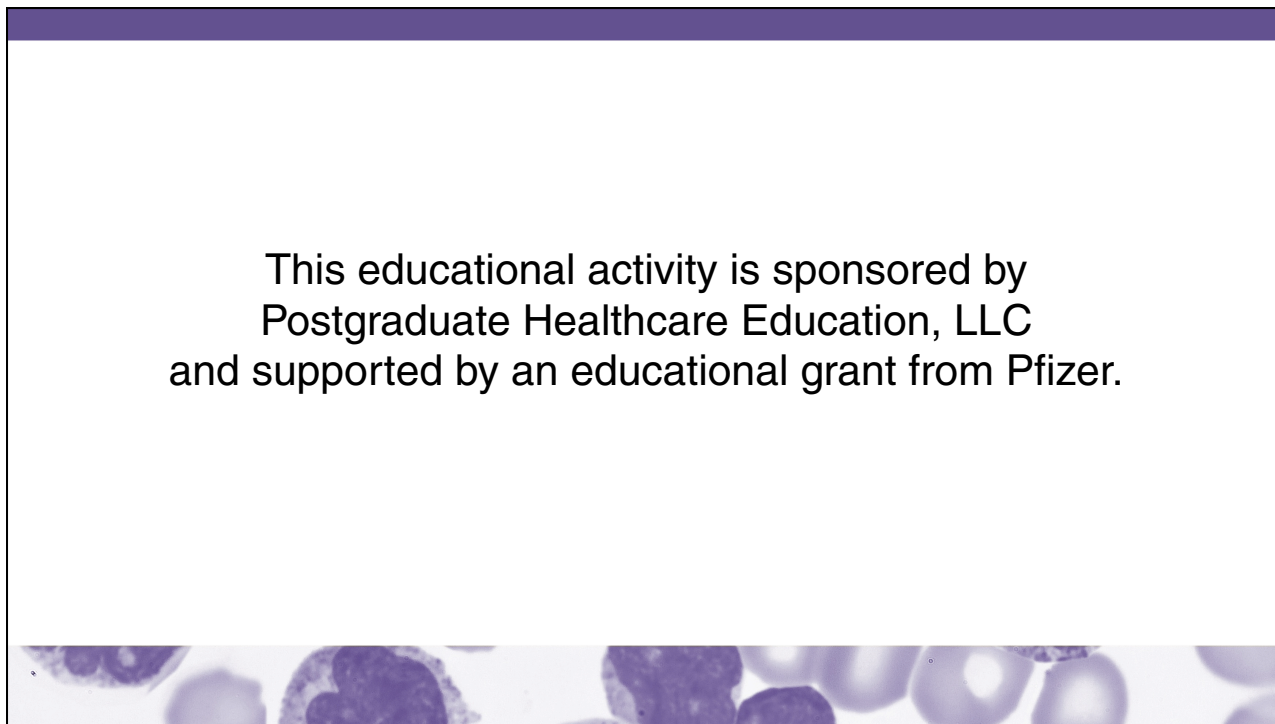 This educational activity is sponsored by
Postgraduate Healthcare Education, LLC
and supported by an educational grant from Pfizer.